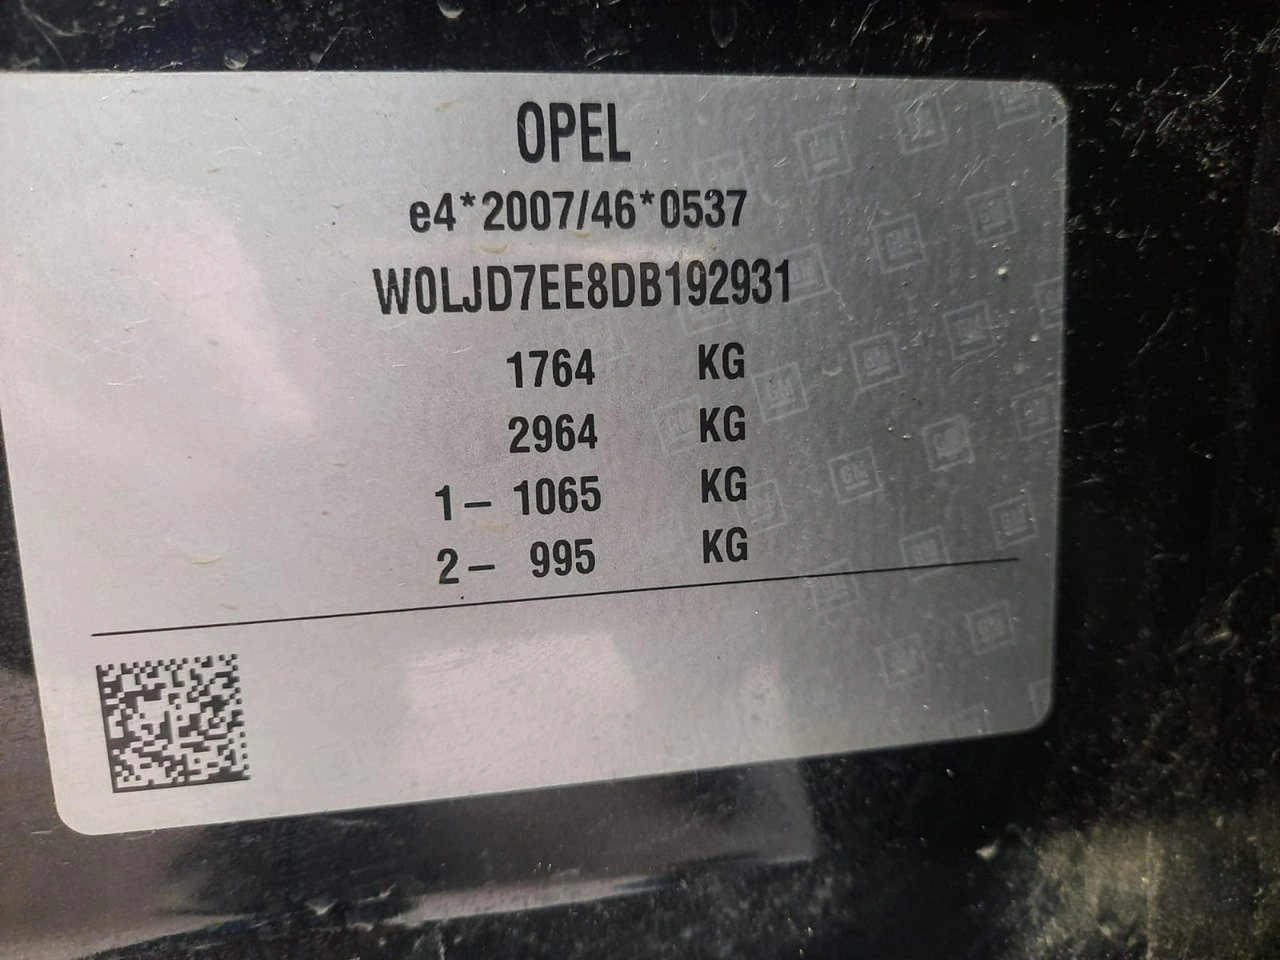 OPEL
e4*2007/46*0537
W0LJD7EE8DB192931
1764 KG
2964 KG
1– 1065 KG
2– 995 KG